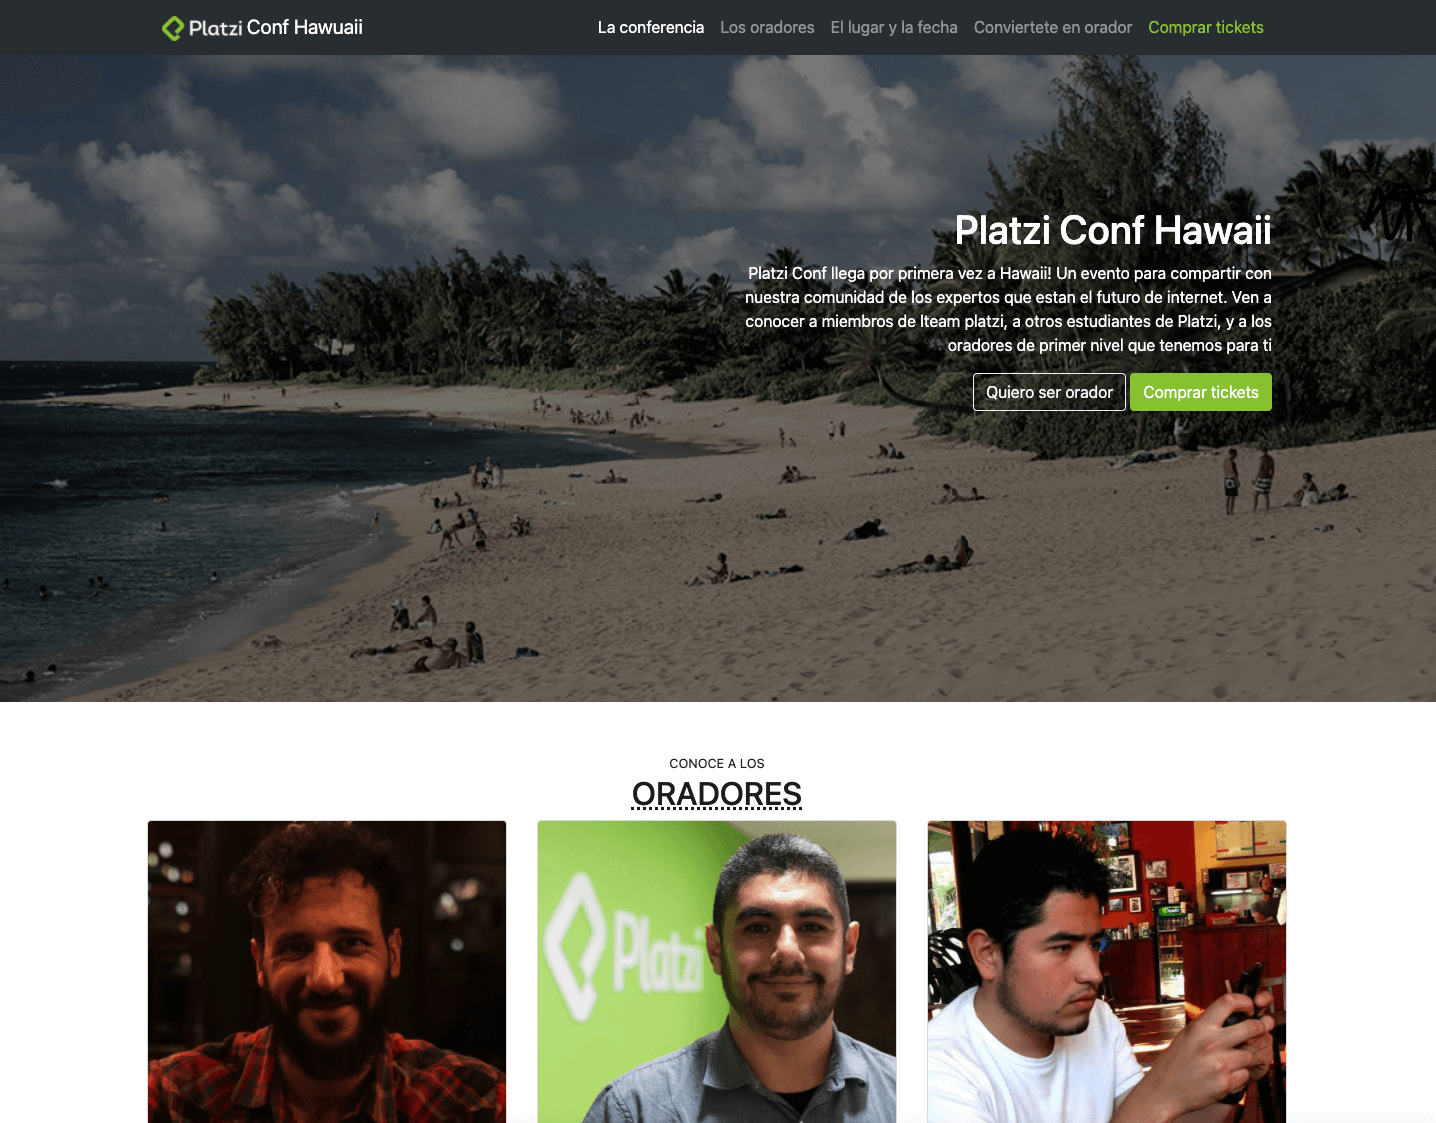 Platzi Conf Hawuaii
La conferencia
Los oradores
El lugar y la fecha
Conviertete en orador
Comprar tickets
Platzi Conf Hawaii
Platzi Conf llega por primera vez a Hawaii! Un evento para compartir con
nuestra comunidad de los expertos que estan el futuro de internet. Ven a
conocer a miembros de lteam platzi, a otros estudiantes de Platzi, y a los
oradores de primer nivel que tenemos para ti
Quiero ser orador
Comprar tickets
CONOCE A LOS
ORADORES
Platzi